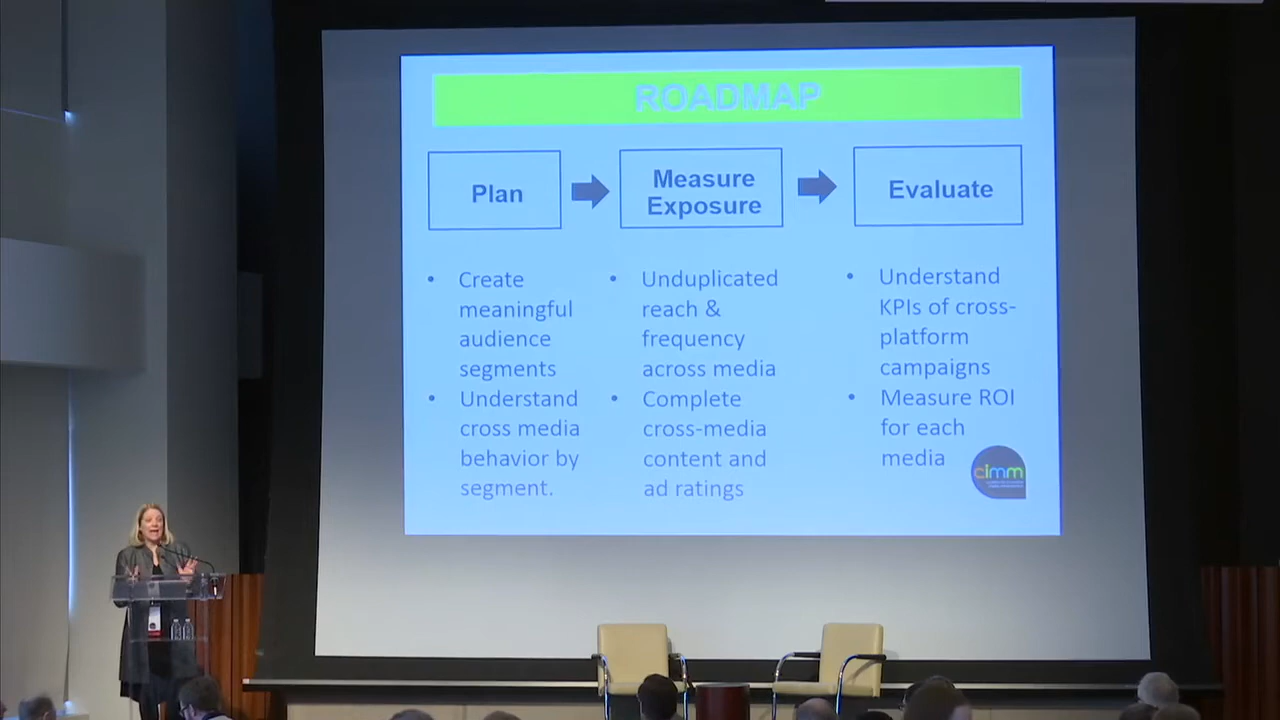 ROADMAP
Plan
Measure
Exposure
Evaluate
• Create
meaningful
audience
segments
• Understand
cross media
behavior by
segment.
• Unduplicated
reach &
frequency
across media
• Complete
cross-media
content and
ad ratings
• Understand
KPIs of cross-
platform
campaigns
• Measure ROI
for each
media
cimm